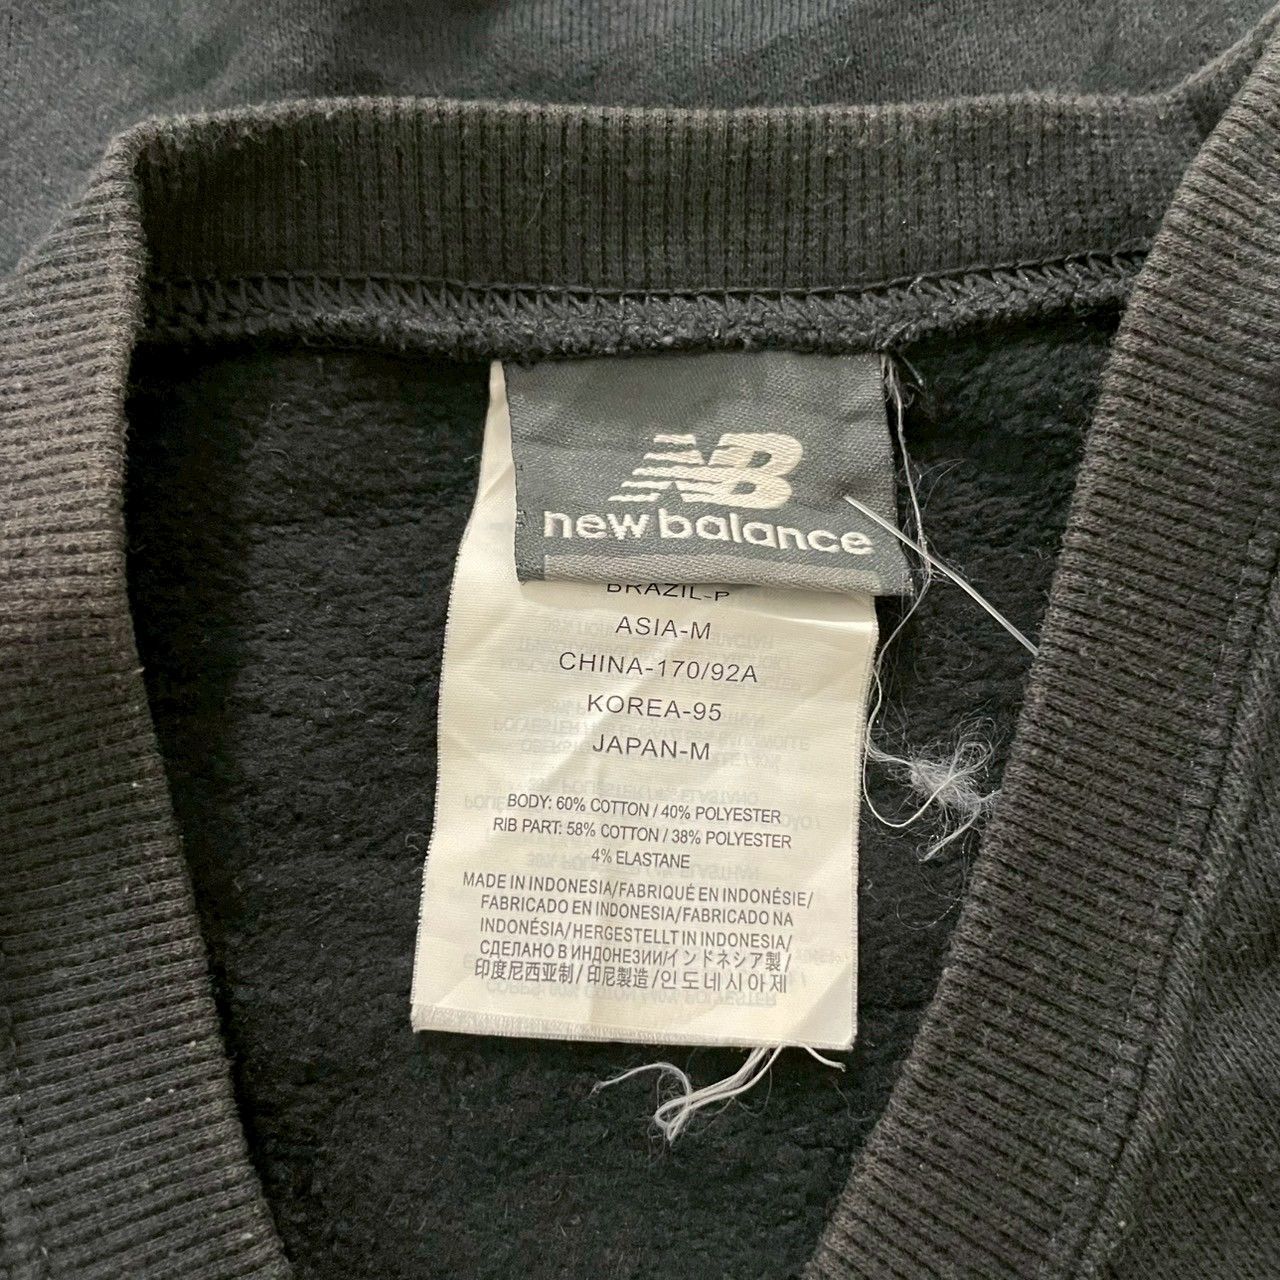 NB
new balance
BRAZIL-P
ASIA-M
CHINA-170/92A
KOREA-95
JAPAN-M
BODY: 60% COTTON / 40% POLYESTER
RIB PART: 58% COTTON / 38% POLYESTER
4% ELASTANE
MADE IN INDONESIA/FABRIQUÉ EN INDONÉSIE/
FABRICADO EN INDONESIA/FABRICADO NA
INDONÉSIA/HERGESTELLT IN INDONESIA/
СДЕЛАНО В ИНДОНЕЗИИ/インドネシア製/
印度尼西亚制/印尼製造/인도네시아제